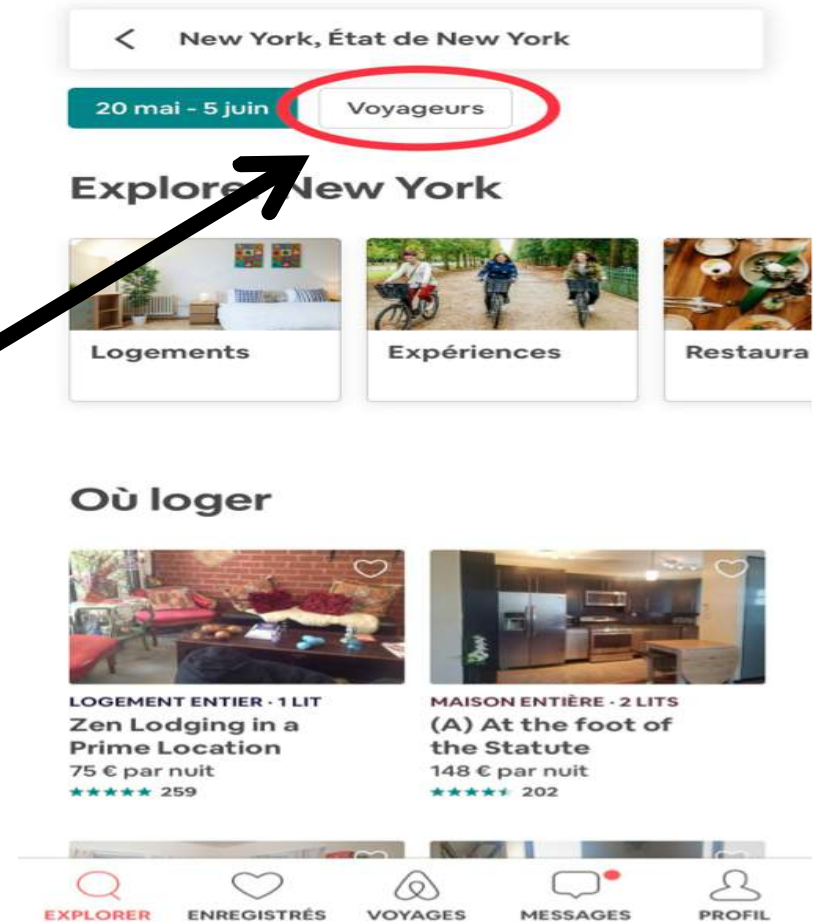 New York, État de New York
20 mai - 5 juin
Voyageurs
Explorer New York
Logements
Expériences
Restaura
Où loger
LOGEMENT ENTIER · 1 LIT
Zen Lodging in a
Prime Location
75 € par nuit
259
MAISON ENTIÈRE · 2 LITS
(A) At the foot of
the Statute
148 € par nuit
202
EXPLORER
ENREGISTRÉS
VOYAGES
MESSAGES
PROFIL